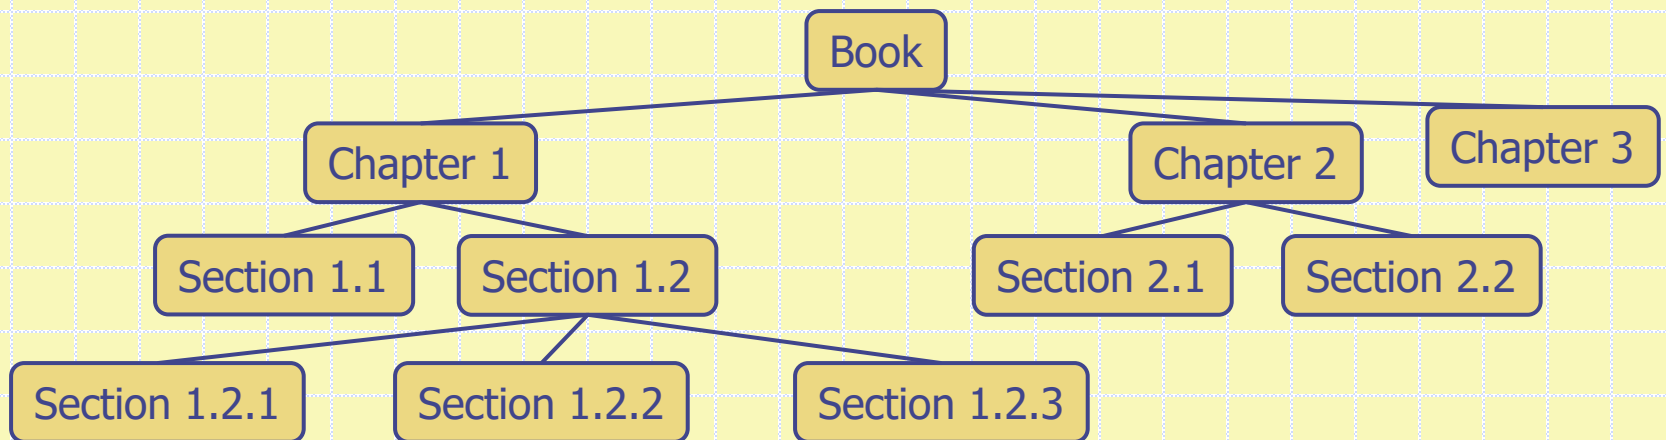 Book
Chapter 1
Chapter 2
Chapter 3
Section 1.1
Section 1.2
Section 2.1
Section 2.2
Section 1.2.1
Section 1.2.2
Section 1.2.3